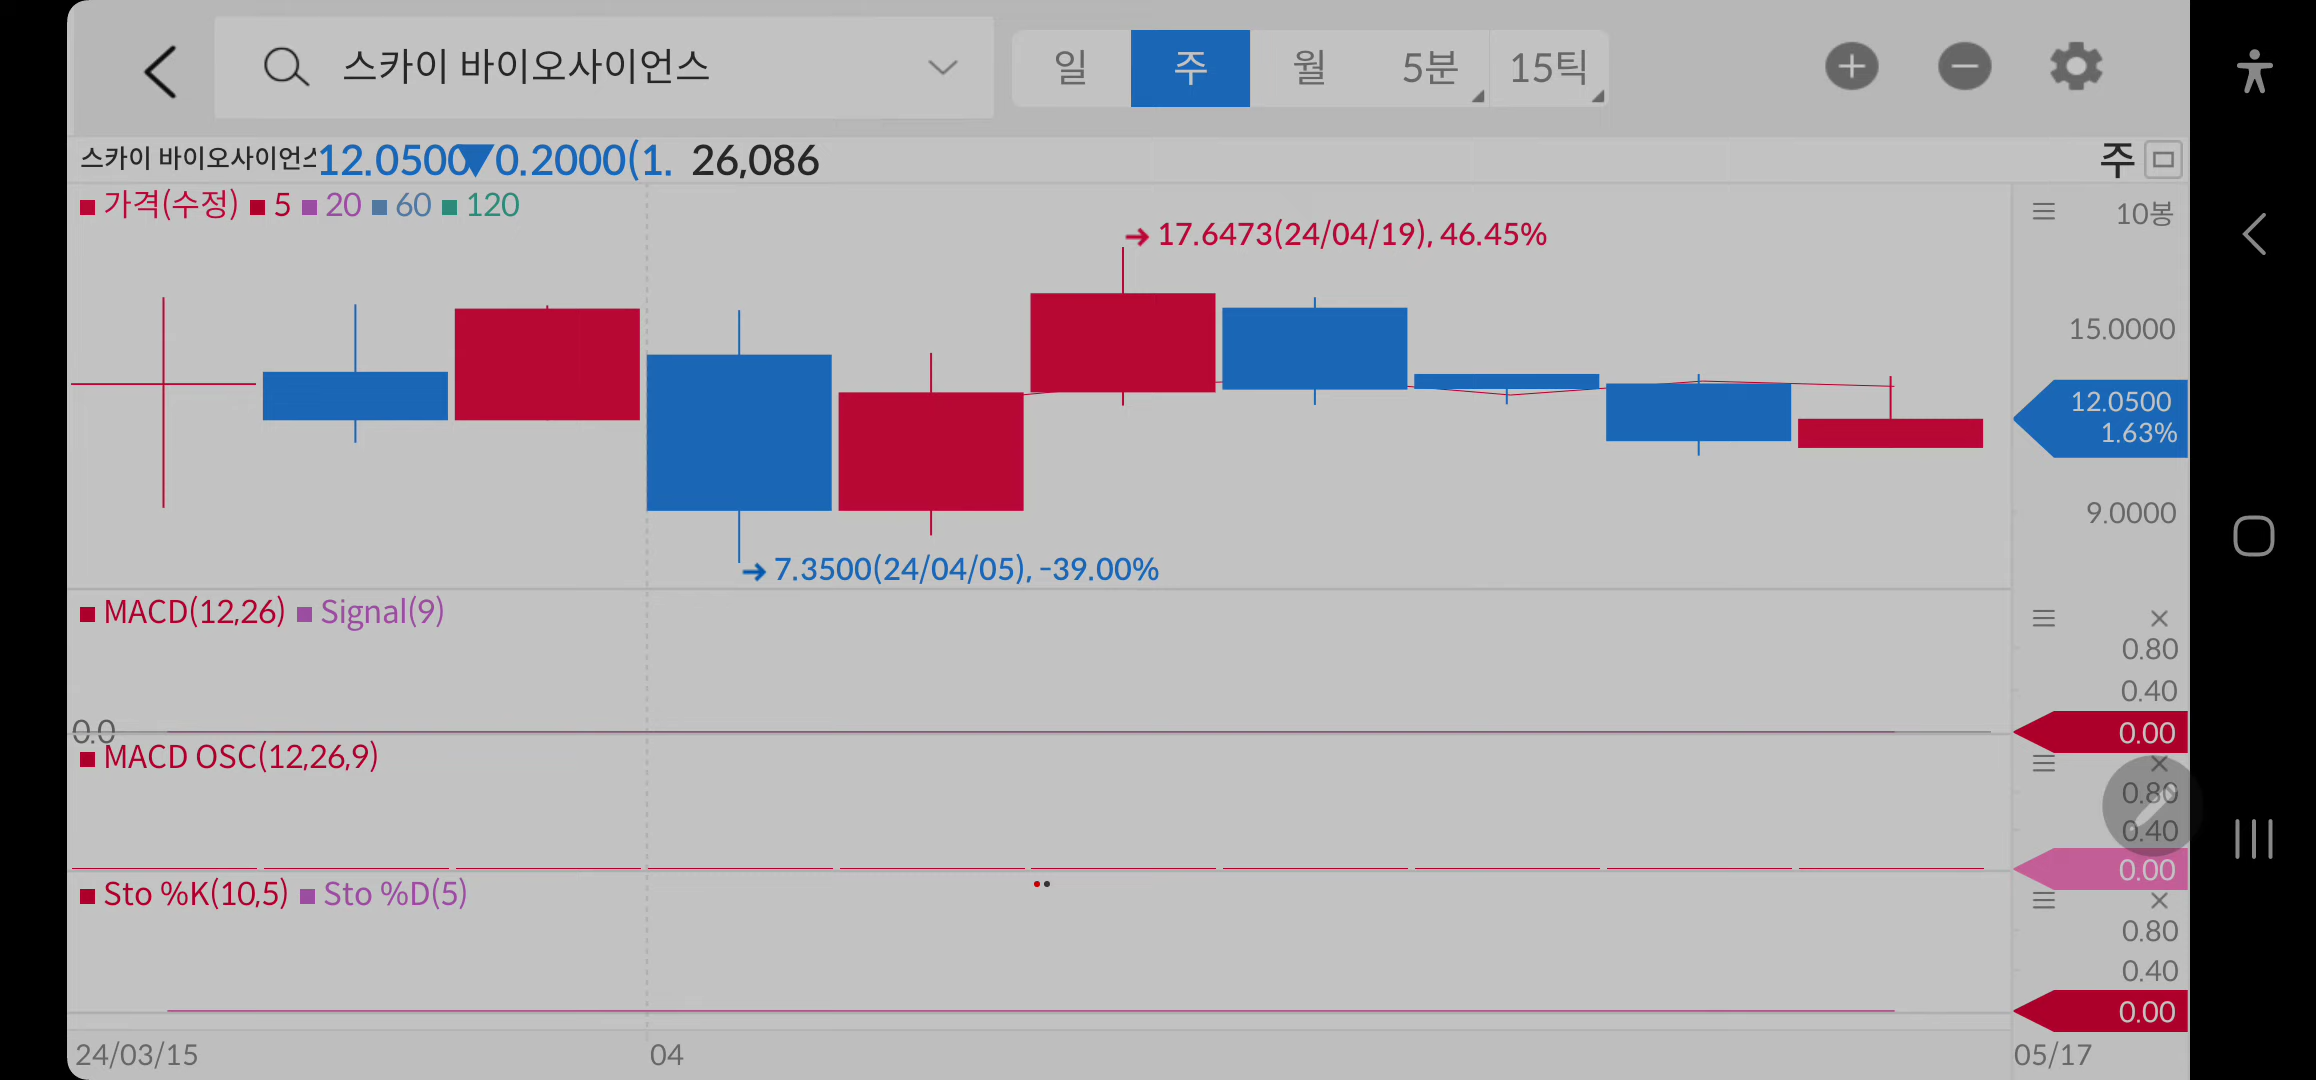 스카이 바이오사이언스
일 주 월 5분 15틱
스카이 바이오사이언스 12.0500 ▼0.2000(1. 26,086 주
가격(수정) 5 20 60 120
10봉
17.6473(24/04/19), 46.45%
15.0000
12.0500
1.63%
9.0000
7.3500(24/04/05), -39.00%
MACD(12,26) Signal(9)
0.80
0.40
0.0
0.00
MACD OSC(12,26,9)
0.80
0.40
0.00
Sto %K(10,5) Sto %D(5)
0.80
0.40
0.00
24/03/15 04 05/17